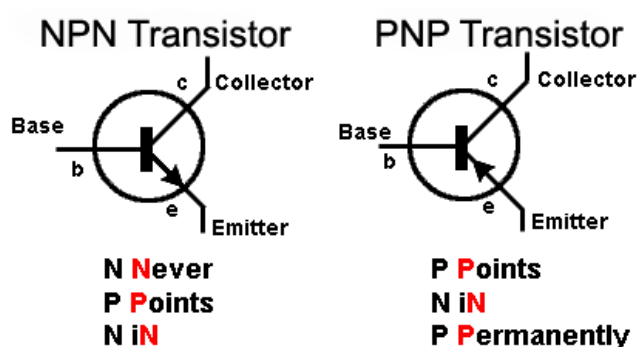 NPN Transistor
c
Collector
Base
b
e
Emitter
N Never
P Points
N iN
PNP Transistor
c
Collector
Base
b
e
Emitter
P Points
N iN
P Permanently